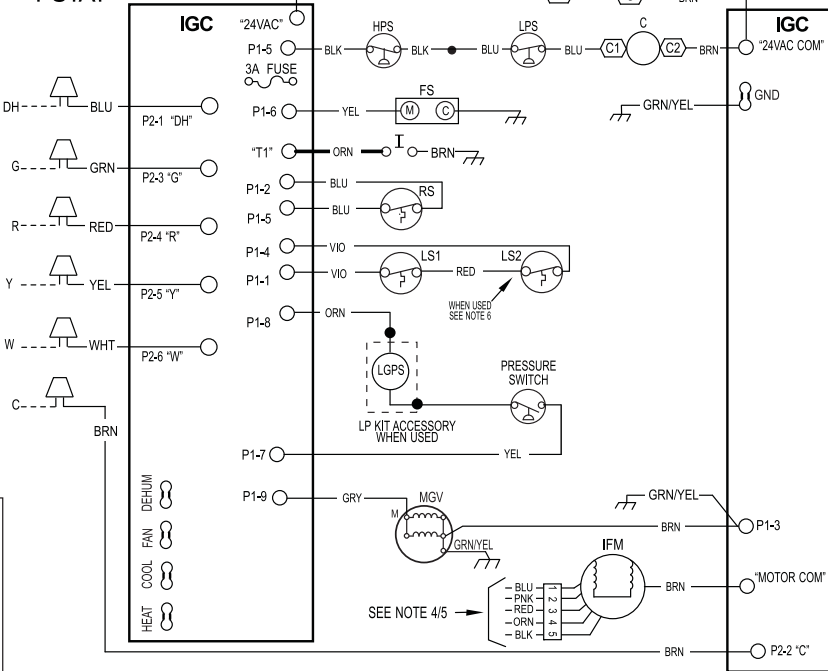 IGC
"24VAC"
P1-5
BLK
HPS
BLK
BLU
LPS
BLU
C1
C
C2
BRN
BRN
IGC
"24VAC COM"
3A FUSE
P1-6
YEL
FS
M
C
GRN/YEL
GND
DH
BLU
P2-1 "DH"
"T1"
ORN
I
BRN
G
GRN
P2-3 "G"
P1-2
BLU
RS
P1-5
BLU
R
RED
P2-4 "R"
P1-4
VIO
P1-1
VIO
LS1
RED
LS2
Y
YEL
P2-5 "Y"
WHEN USED
SEE NOTE 6
P1-8
ORN
W
WHT
P2-6 "W"
LGPS
PRESSURE
SWITCH
LP KIT ACCESSORY
WHEN USED
C
BRN
P1-7
YEL
P1-9
GRY
MGV
M
GRN/YEL
GRN/YEL
BRN
P1-3
DEHUM
FAN
COOL
HEAT
SEE NOTE 4/5
BLU
PNK
RED
ORN
BLK
1
2
3
4
5
IFM
BRN
"MOTOR COM"
BRN
P2-2 "C"